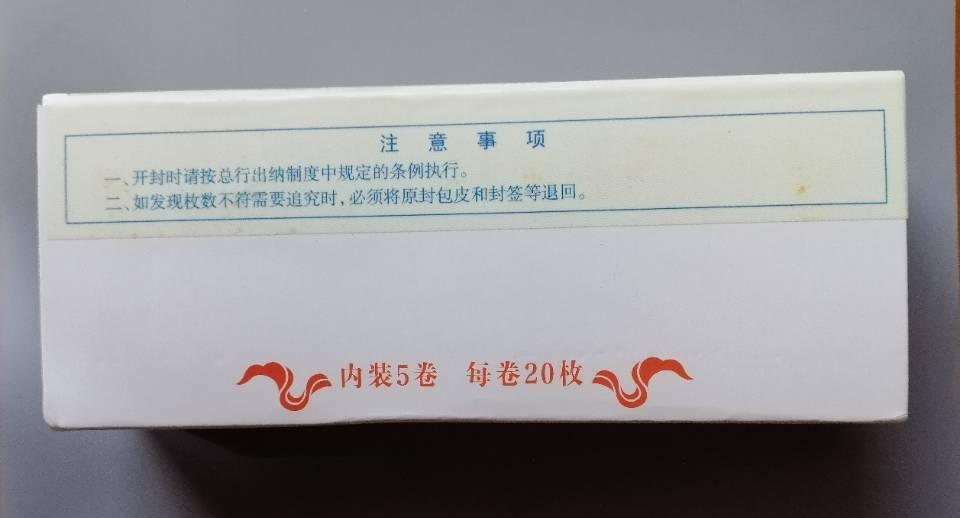 注意事项
一、开封时请按总行出纳制度中规定的条例执行。
二、如发现枚数不符需要追究时,必须将原封包皮和封签等退回。
内装5卷 每卷20枚